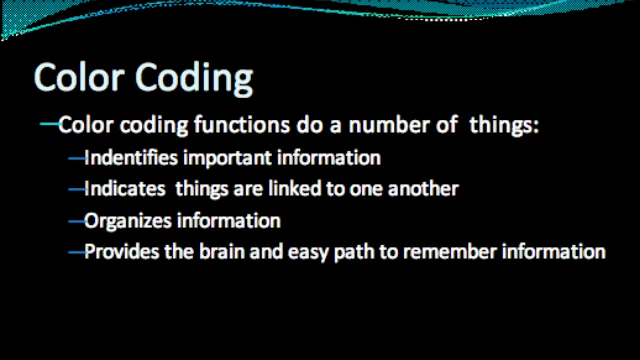 Color Coding
Color coding functions do a number of  things:
Indentifies important information
Indicates  things are linked to one another
Organizes information
Provides the brain and easy path to remember information